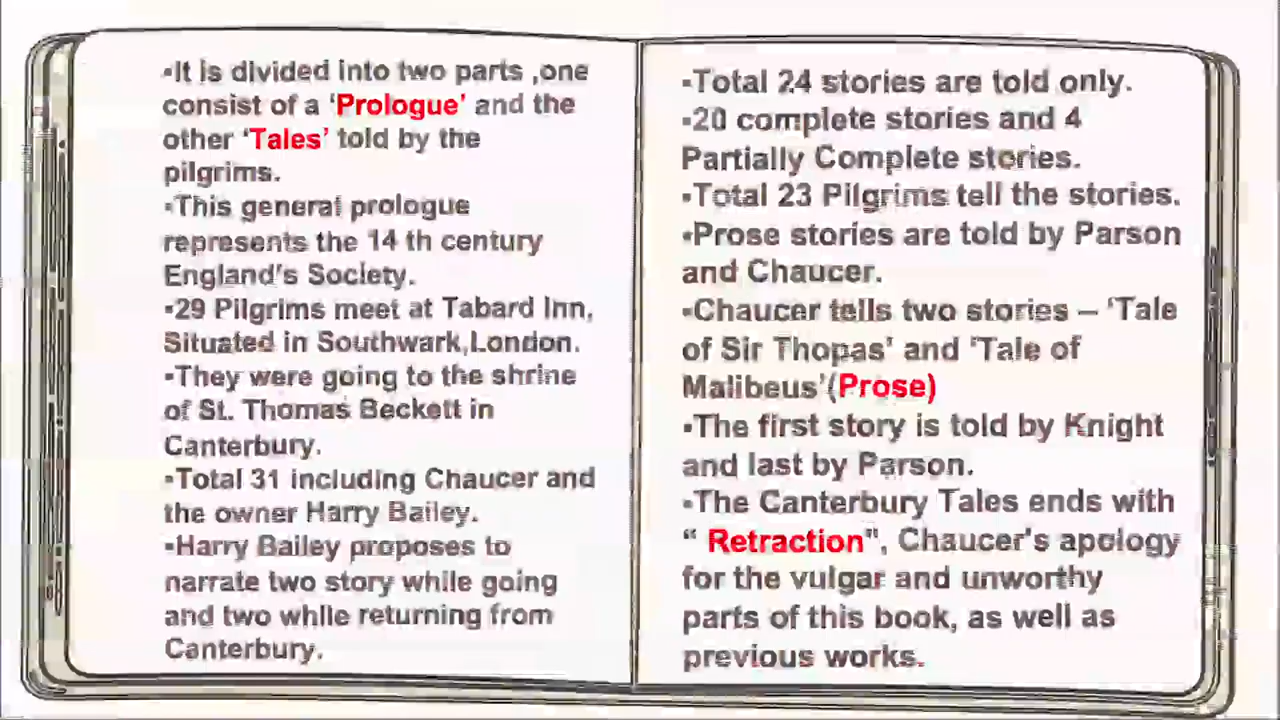 ▪It is divided into two parts ,one
consist of a ‘Prologue’ and the
other ‘Tales’ told by the
pilgrims.
▪This general prologue
represents the 14 th century
England’s Society.
▪29 Pilgrims meet at Tabard Inn,
Situated in Southwark,London.
▪They were going to the shrine
of St. Thomas Beckett in
Canterbury.
▪Total 31 including Chaucer and
the owner Harry Bailey.
▪Harry Bailey proposes to
narrate two story while going
and two while returning from
Canterbury.
▪Total 24 stories are told only.
▪20 complete stories and 4
Partially Complete stories.
▪Total 23 Pilgrims tell the stories.
▪Prose stories are told by Parson
and Chaucer.
▪Chaucer tells two stories – ‘Tale
of Sir Thopas’ and ‘Tale of
Malibeus’(Prose)
▪The first story is told by Knight
and last by Parson.
▪The Canterbury Tales ends with
“ Retraction”, Chaucer's apology
for the vulgar and unworthy
parts of this book, as well as
previous works.